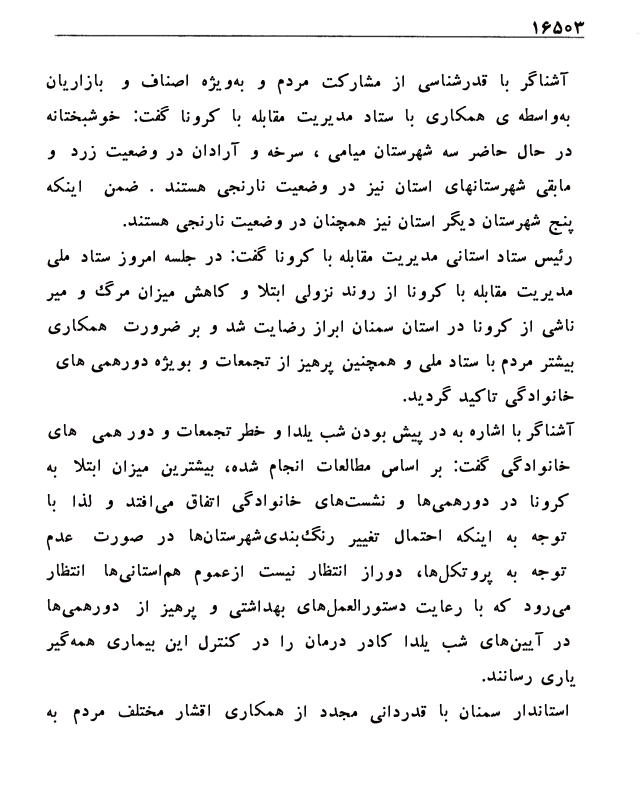 ۱۶۵۰۳
آشناگر با قدرشناسی از مشارکت مردم و به‌ویژه اصناف و بازاریان
به‌واسطه ی همکاری با ستاد مدیریت مقابله با کرونا گفت: خوشبختانه
در حال حاضر سه شهرستان میامی ، سرخه و آرادان در وضعیت زرد و
مابقی شهرستانهای استان نیز در وضعیت نارنجی هستند . ضمن اینکه
پنج شهرستان دیگر استان نیز همچنان در وضعیت نارنجی هستند.
رئیس ستاد استانی مدیریت مقابله با کرونا گفت: در جلسه امروز ستاد ملی
مدیریت مقابله با کرونا از روند نزولی ابتلا و کاهش میزان مرگ و میر
ناشی از کرونا در استان سمنان ابراز رضایت شد و بر ضرورت همکاری
بیشتر مردم با ستاد ملی و همچنین پرهیز از تجمعات و بویژه دورهمی های
خانوادگی تاکید گردید.
آشناگر با اشاره به در پیش بودن شب یلدا و خطر تجمعات و دور همی های
خانوادگی گفت: بر اساس مطالعات انجام شده، بیشترین میزان ابتلا به
کرونا در دورهمی‌ها و نشست‌های خانوادگی اتفاق می‌افتد و لذا با
توجه به اینکه احتمال تغییر رنگ‌بندی‌شهرستان‌ها در صورت عدم
توجه به پروتکل‌ها، دوراز انتظار نیست ازعموم هم‌استانی‌ها انتظار
می‌رود که با رعایت دستورالعمل‌های بهداشتی و پرهیز از دورهمی‌ها
در آیین‌های شب یلدا کادر درمان را در کنترل این بیماری همه‌گیر
یاری رسانند.
استاندار سمنان با قدردانی مجدد از همکاری اقشار مختلف مردم به